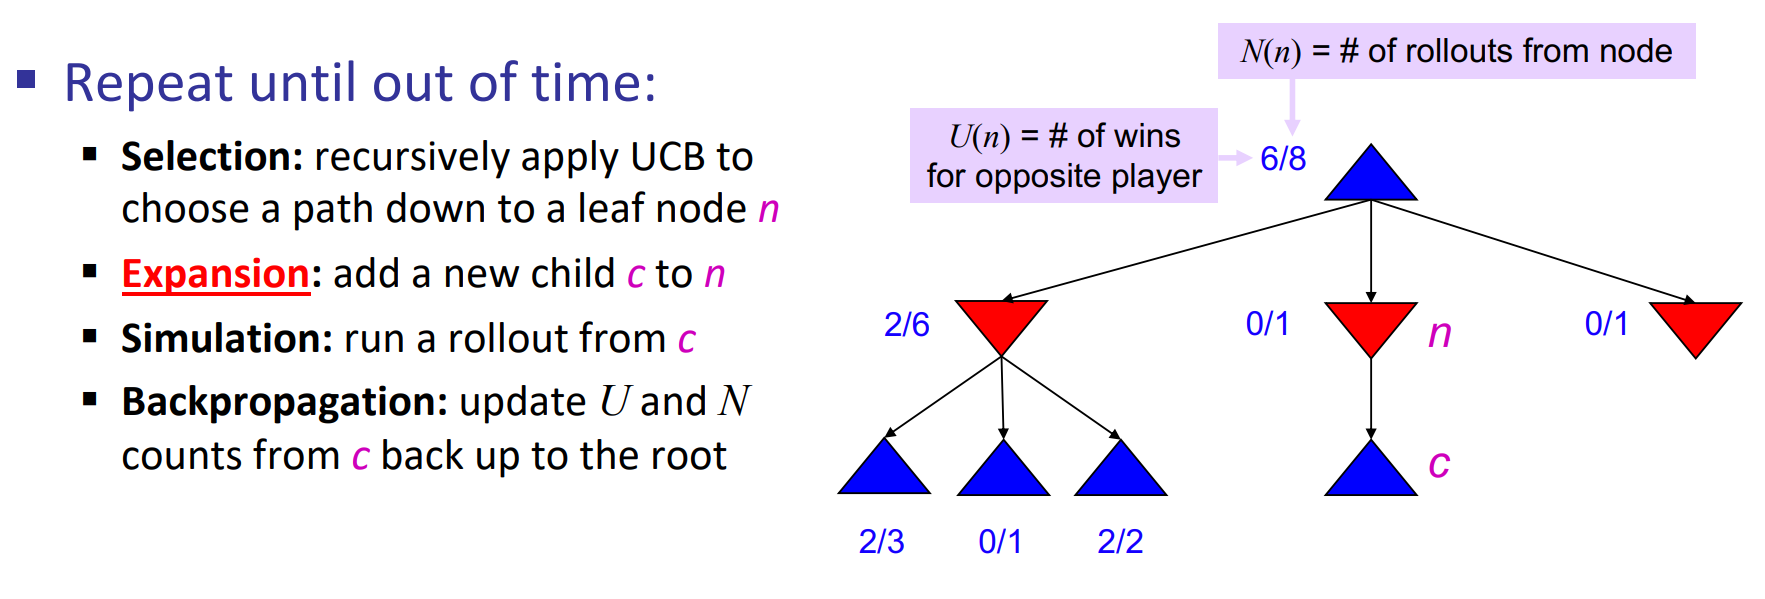 Repeat until out of time:
Selection: recursively apply UCB to
choose a path down to a leaf node n
Expansion: add a new child c to n
Simulation: run a rollout from c
Backpropagation: update U and N
counts from c back up to the root
N(n) = # of rollouts from node
U(n) = # of wins
for opposite player
6/8
2/6
0/1
n
0/1
c
2/3
0/1
2/2